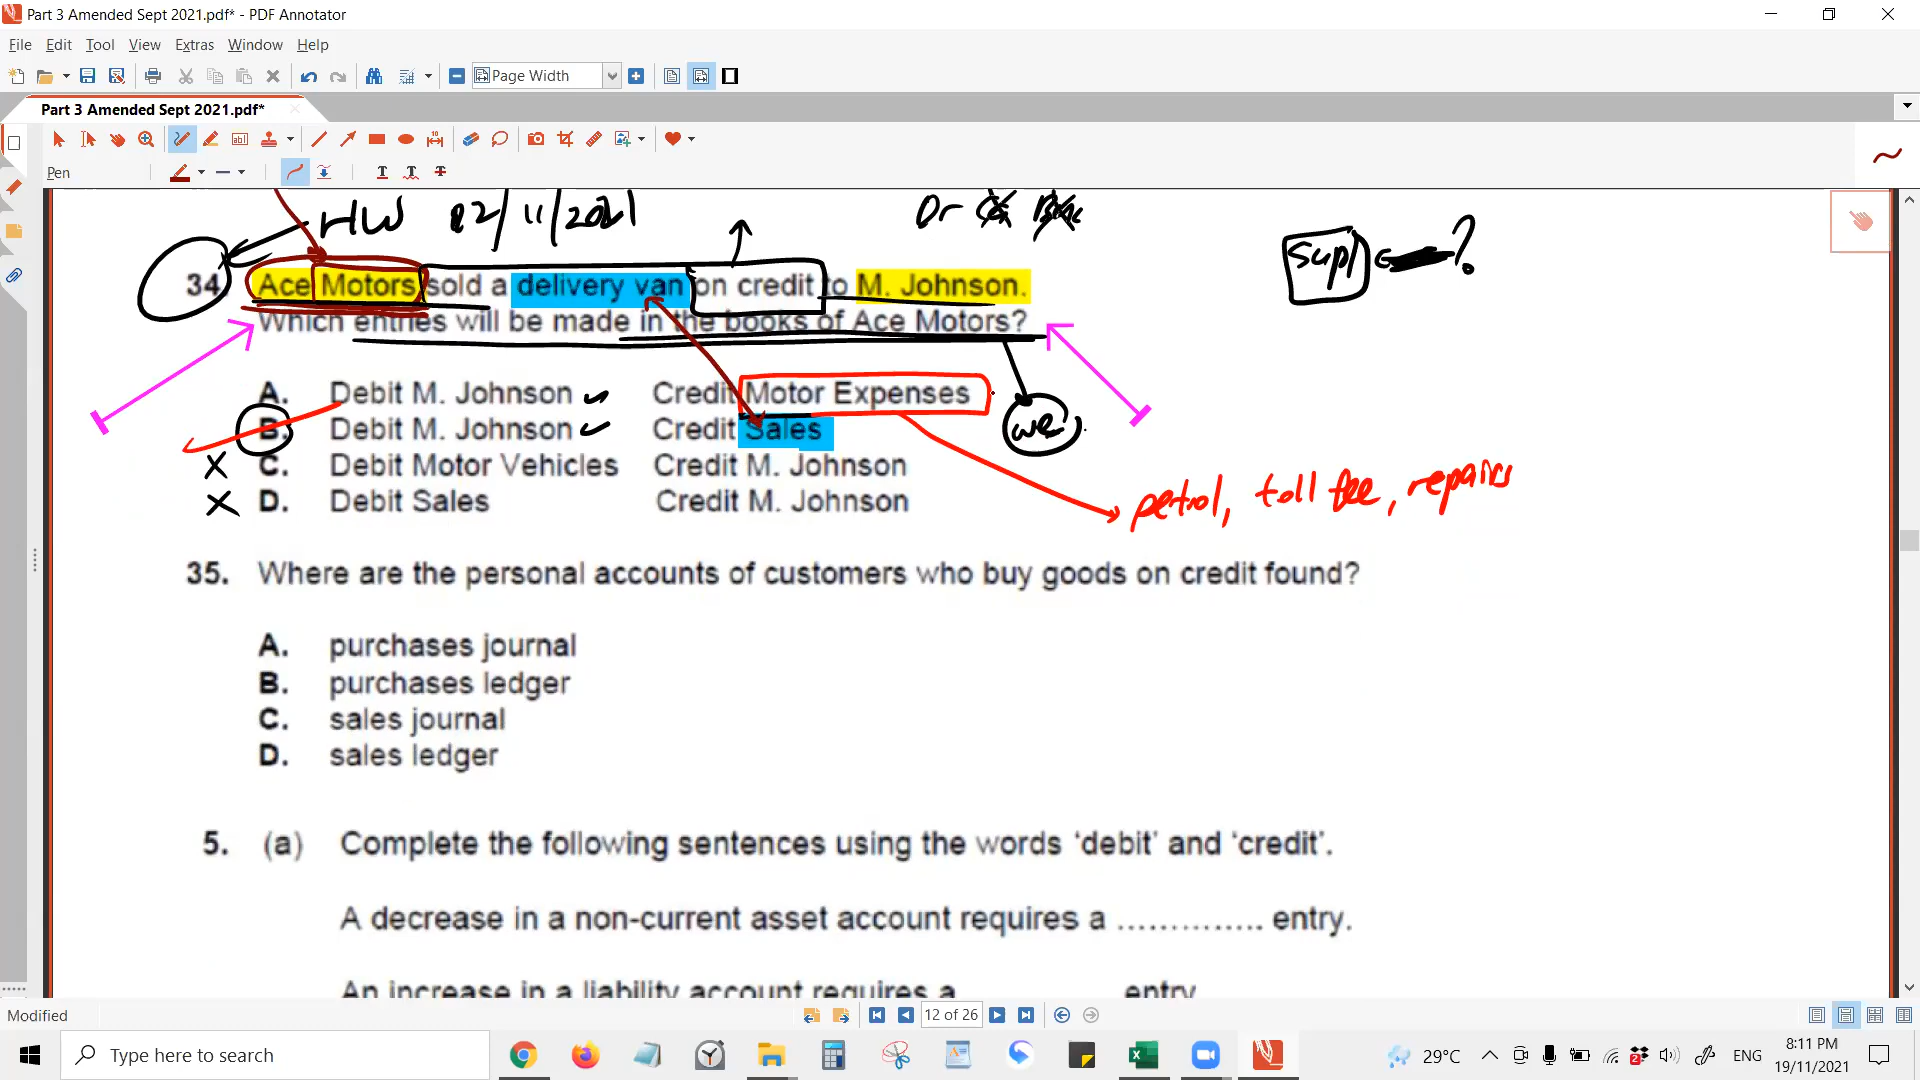 Part 3 Amended Sept 2021.pdf* - PDF Annotator
File Edit Tool View Extras Window Help
Page Width
Part 3 Amended Sept 2021.pdf*
Pen
HW 02/11/2021 Dr
Supl ?
34. Ace Motors sold a delivery van on credit to M. Johnson.
Which entries will be made in the books of Ace Motors?
A. Debit M. Johnson Credit Motor Expenses
B. Debit M. Johnson Credit Sales
we
C. Debit Motor Vehicles Credit M. Johnson
D. Debit Sales Credit M. Johnson
petrol, toll fee, repairs
35. Where are the personal accounts of customers who buy goods on credit found?
A. purchases journal
B. purchases ledger
C. sales journal
D. sales ledger
5. (a) Complete the following sentences using the words ‘debit’ and ‘credit’.
A decrease in a non-current asset account requires a ………….. entry.
An increase in a liability account requires a entry
Modified
12 of 26
Type here to search
29°C
ENG
8:11 PM
19/11/2021